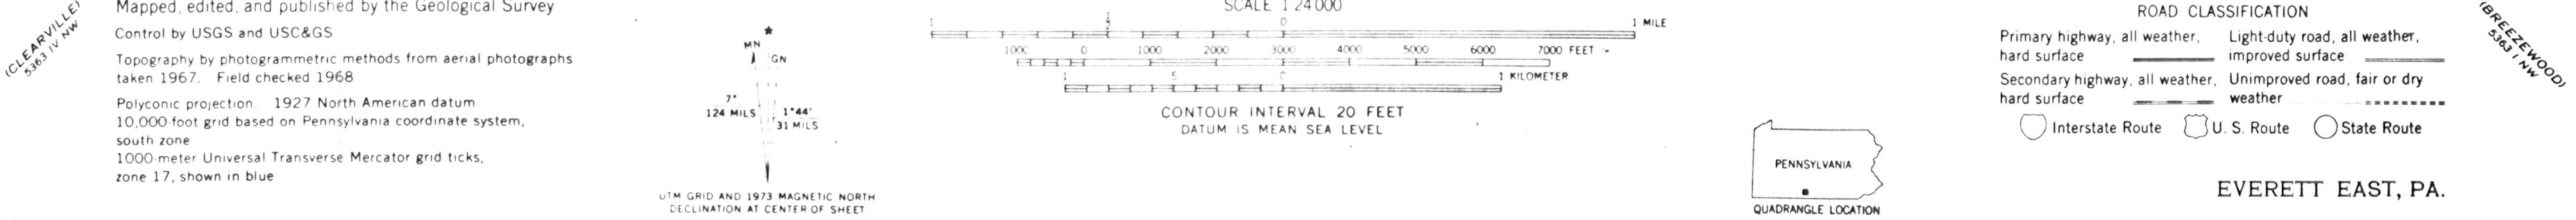 (CLEARVILLE)
5363 IV NW
Mapped, edited, and published by the Geological Survey
Control by USGS and USC&GS
Topography by photogrammetric methods from aerial photographs
taken 1967. Field checked 1968
Polyconic projection. 1927 North American datum
10,000-foot grid based on Pennsylvania coordinate system,
south zone
1000-meter Universal Transverse Mercator grid ticks,
zone 17, shown in blue
★
MN
GN
7°
124 MILS
1°44'
31 MILS
UTM GRID AND 1973 MAGNETIC NORTH
DECLINATION AT CENTER OF SHEET
SCALE 1:24000
1 ½ 0 1 MILE
1000 0 1000 2000 3000 4000 5000 6000 7000 FEET
1 5 0 1 KILOMETER
CONTOUR INTERVAL 20 FEET
DATUM IS MEAN SEA LEVEL
PENNSYLVANIA
QUADRANGLE LOCATION
ROAD CLASSIFICATION
Primary highway, all weather,
hard surface
Light-duty road, all weather,
improved surface
Secondary highway, all weather,
hard surface
Unimproved road, fair or dry
weather
Interstate Route U. S. Route State Route
EVERETT EAST, PA.
(BREEZEWOOD)
5363 I NW